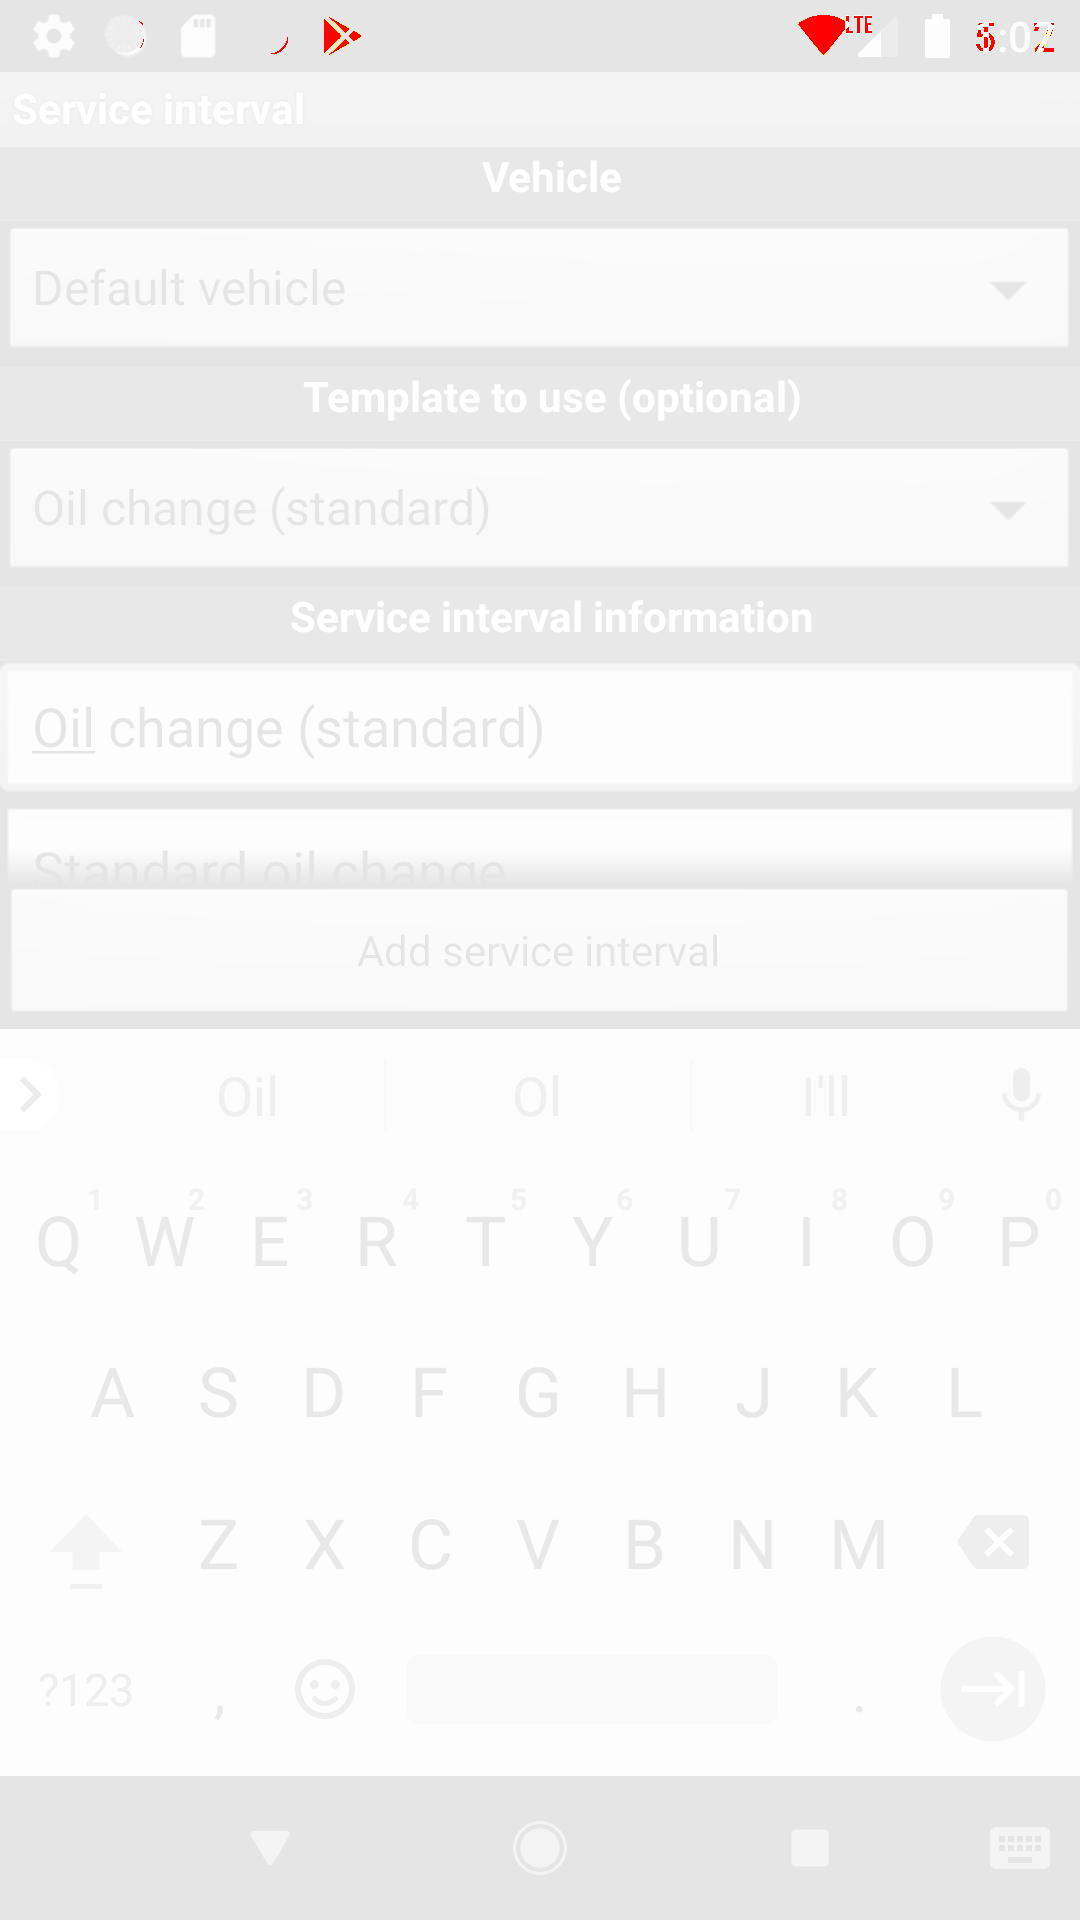 LTE
Service interval
Vehicle
Default vehicle
Template to use (optional)
Oil change (standard)
Service interval information
Oil change (standard)
Standard oil change
Add service interval
Oil Ol I'll
1 2 3 4 5 6 7 8 9 0
Q W E R T Y U I O P
A S D F G H J K L
Z X C V B N M
?123 , .